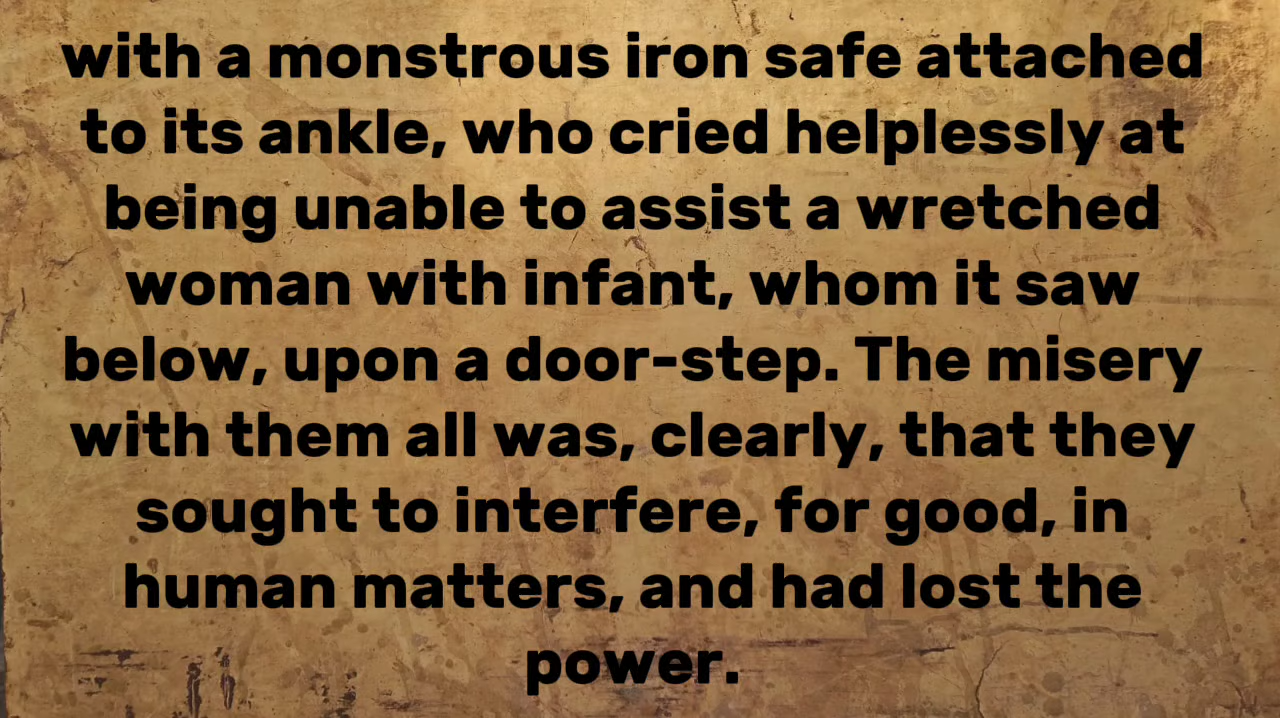 with a monstrous iron safe attached
to its ankle, who cried helplessly at
being unable to assist a wretched
woman with infant, whom it saw
below, upon a door-step. The misery
with them all was, clearly, that they
sought to interfere, for good, in
human matters, and had lost the
power.